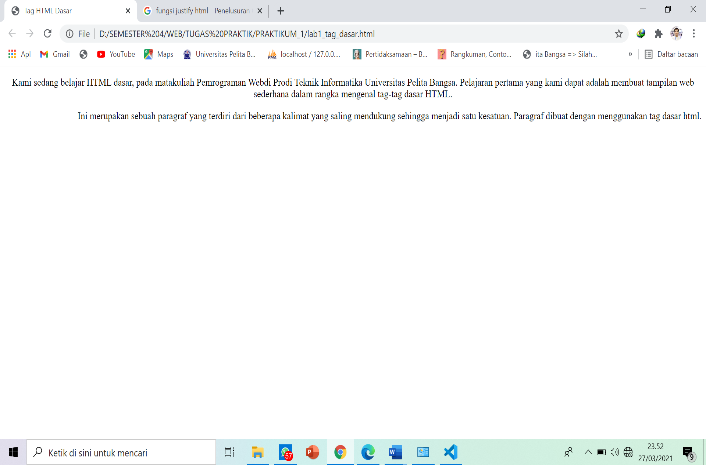 Tag HTML Dasar
fungsi justify html - Penelusuran
File
D:/SEMESTER%204/WEB/TUGAS%20PRAKTIK/PRAKTIKUM_1/lab1_tag_dasar.html
Apl
Gmail
YouTube
Maps
Universitas Pelita B...
localhost / 127.0.0....
Pertidaksamaan – B...
Rangkuman, Conto...
ita Bangsa => Silah...
»
Daftar bacaan
Kami sedang belajar HTML dasar, pada matakuliah Pemrograman Webdi Prodi Teknik Informatika Universitas Pelita Bangsa. Pelajaran pertama yang kami dapat adalah membuat tampilan web
sederhana dalam rangka mengenal tag-tag dasar HTML.
Ini merupakan sebuah paragraf yang terdiri dari beberapa kalimat yang saling mendukung sehingga menjadi satu kesatuan. Paragraf dibuat dengan menggunakan tag dasar html.
Ketik di sini untuk mencari
23.52
27/03/2021